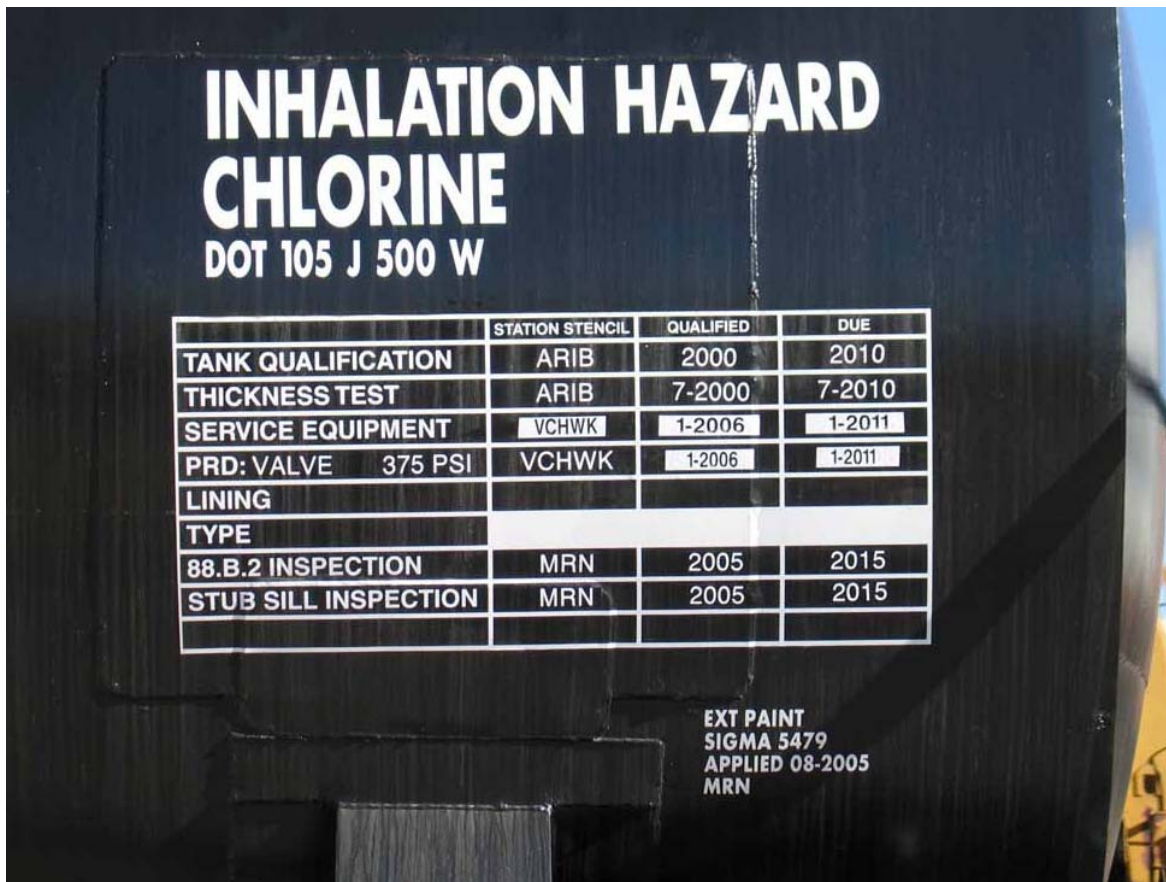 INHALATION HAZARD
CHLORINE
DOT 105 J 500 W
STATION STENCIL QUALIFIED DUE
TANK QUALIFICATION ARIB 2000 2010
THICKNESS TEST ARIB 7-2000 7-2010
SERVICE EQUIPMENT VCHWK 1-2006 1-2011
PRD: VALVE 375 PSI VCHWK 1-2006 1-2011
LINING
TYPE
88.B.2 INSPECTION MRN 2005 2015
STUB SILL INSPECTION MRN 2005 2015
EXT PAINT
SIGMA 5479
APPLIED 08-2005
MRN